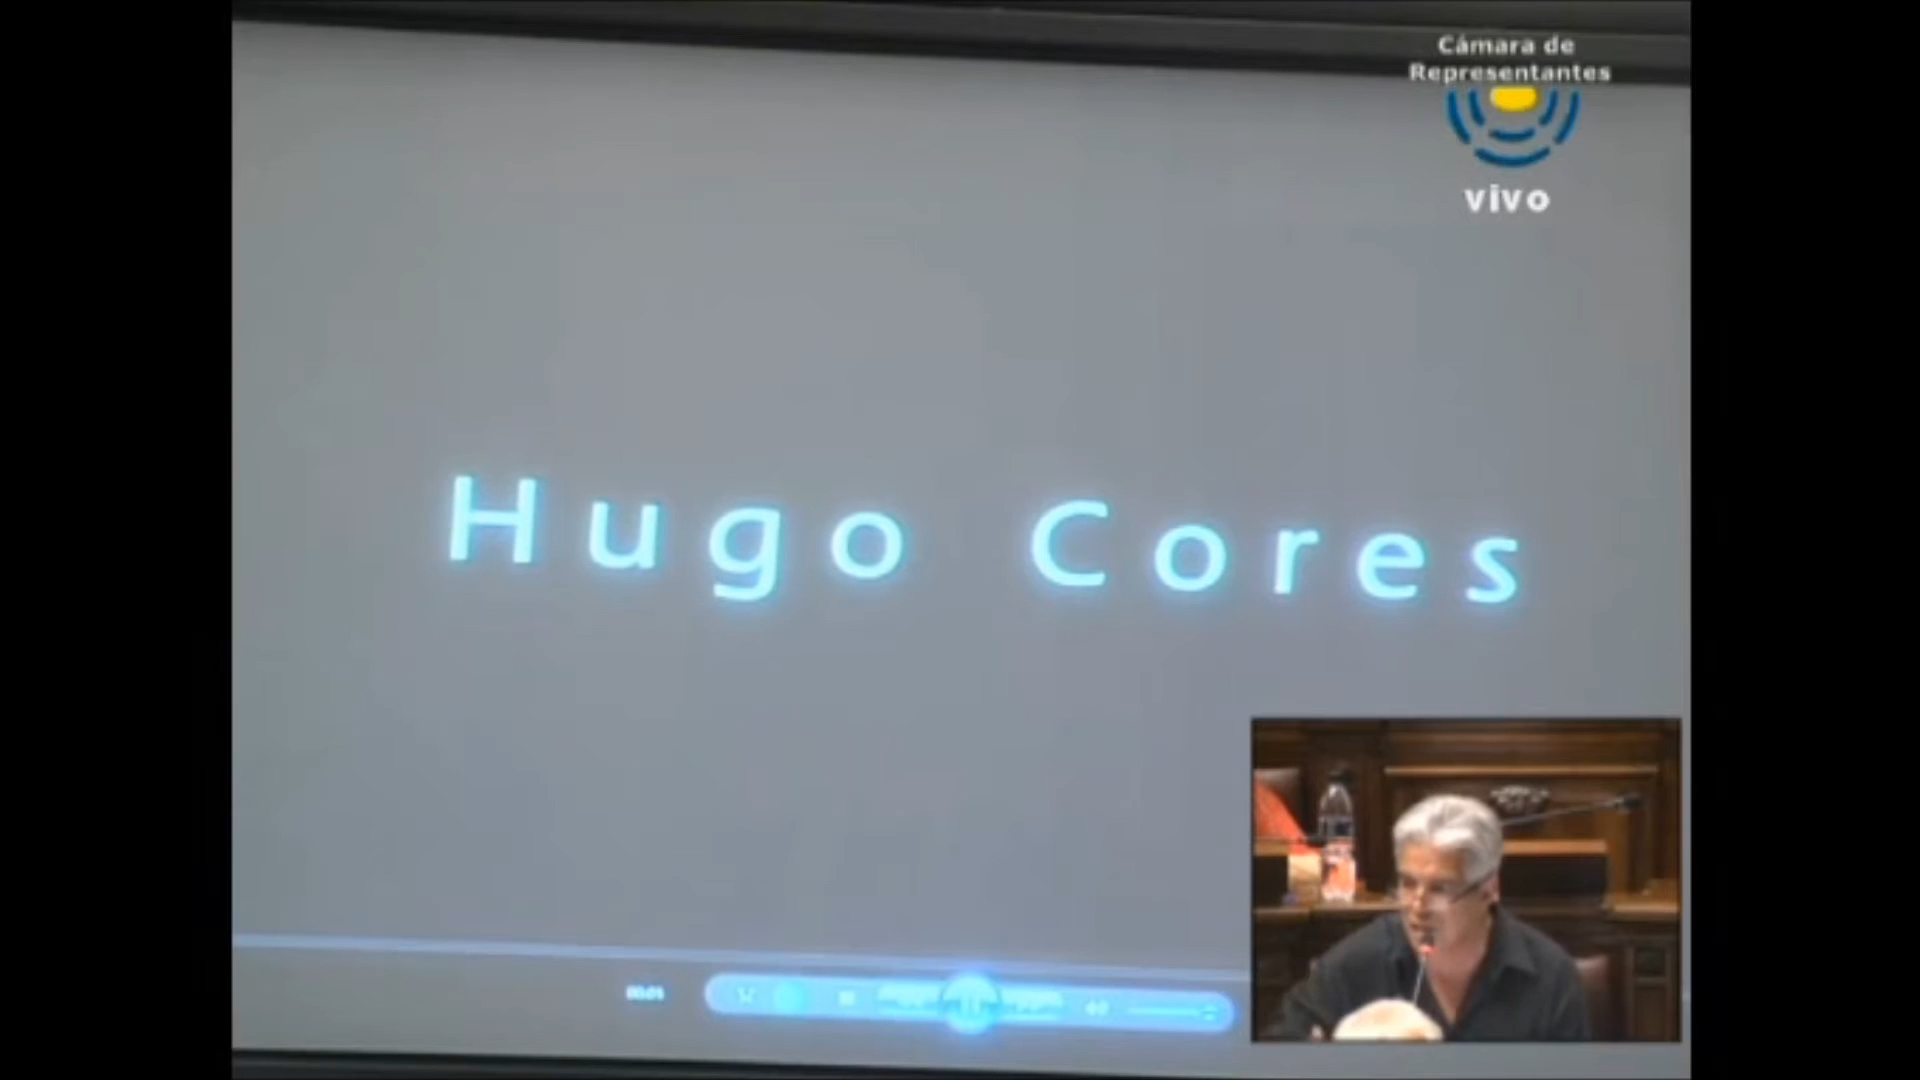 Cámara de
Representantes
vivo
Hugo Cores